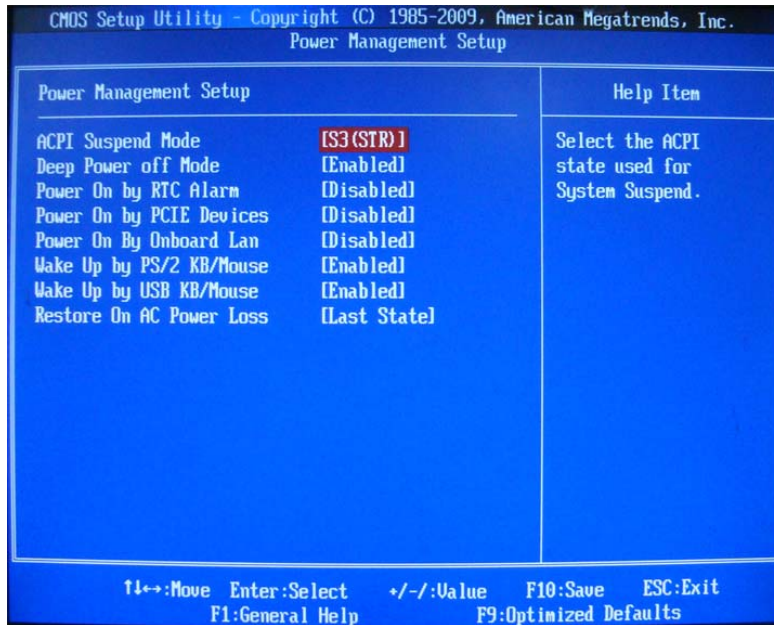 CMOS Setup Utility - Copyright (C) 1985-2009, American Megatrends, Inc.
Power Management Setup
Power Management Setup
Help Item
ACPI Suspend Mode [S3(STR)]
Deep Power off Mode [Enabled]
Power On by RTC Alarm [Disabled]
Power On by PCIE Devices [Disabled]
Power On By Onboard Lan [Disabled]
Wake Up by PS/2 KB/Mouse [Enabled]
Wake Up by USB KB/Mouse [Enabled]
Restore On AC Power Loss [Last State]
Select the ACPI
state used for
System Suspend.
↑↓←→:Move Enter:Select +/-/:Value F10:Save ESC:Exit
F1:General Help F9:Optimized Defaults